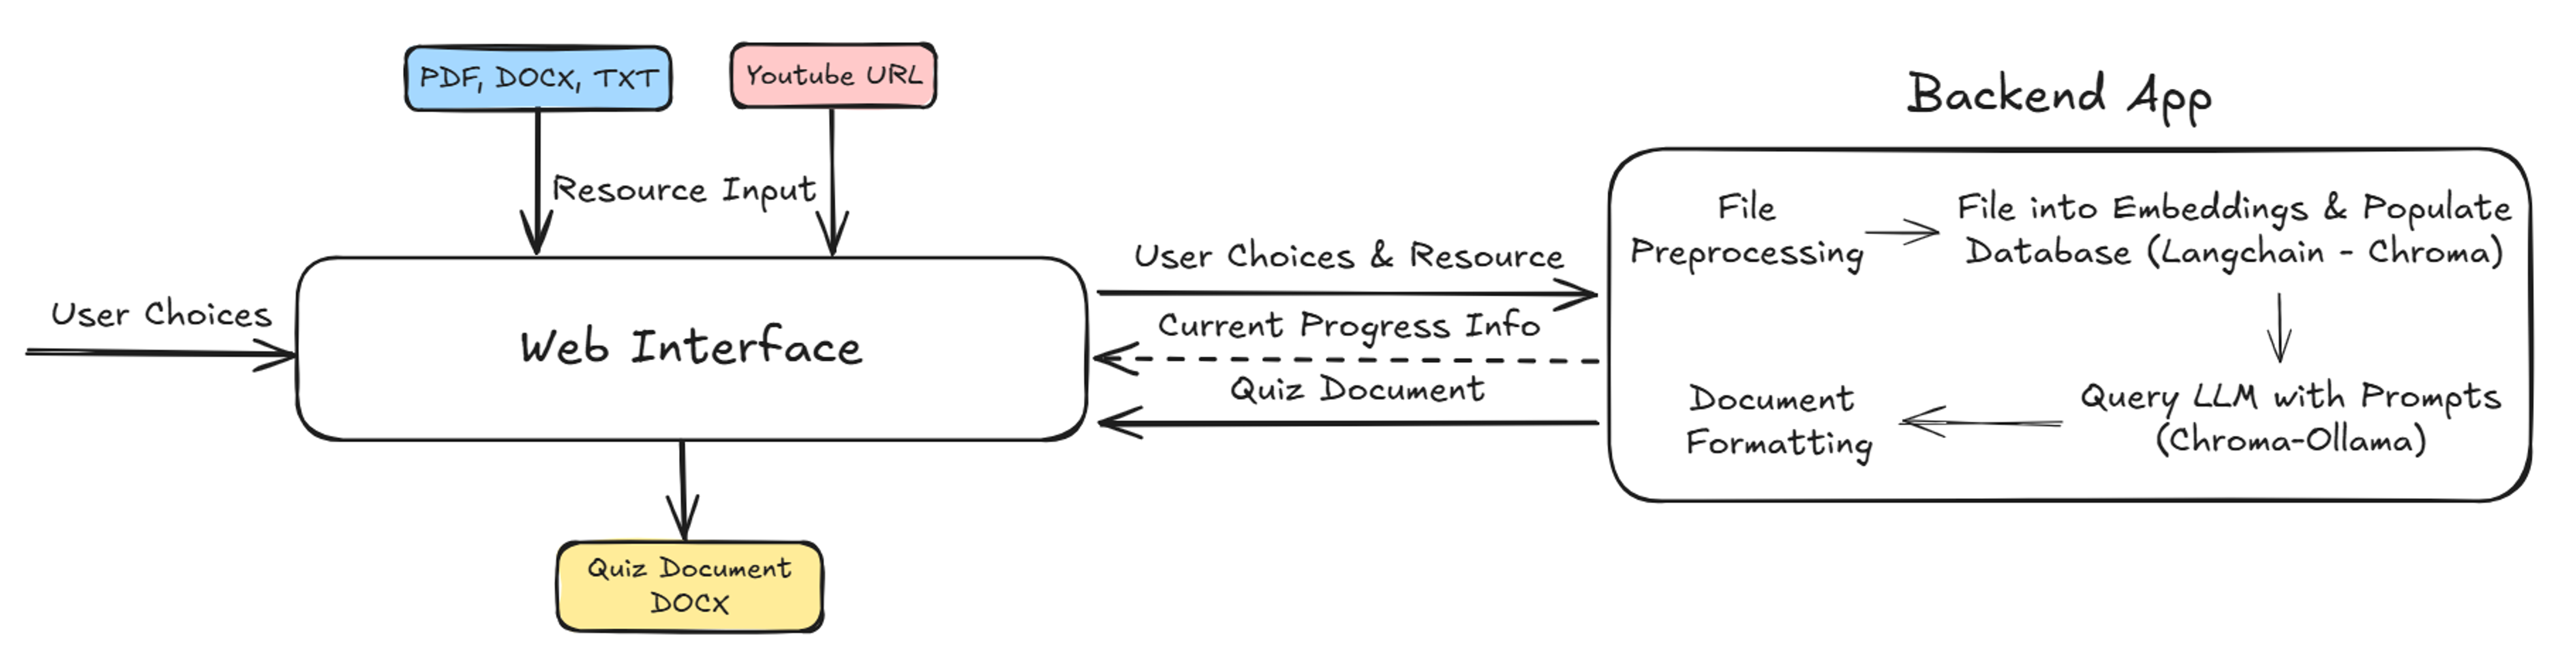 PDF, DOCX, TXT
Youtube URL
Resource Input
User Choices
Web Interface
Quiz Document
DOCX
User Choices & Resource
Current Progress Info
Quiz Document
Backend App
File
Preprocessing
File into Embeddings & Populate
Database (Langchain - Chroma)
Query LLM with Prompts
(Chroma-Ollama)
Document
Formatting